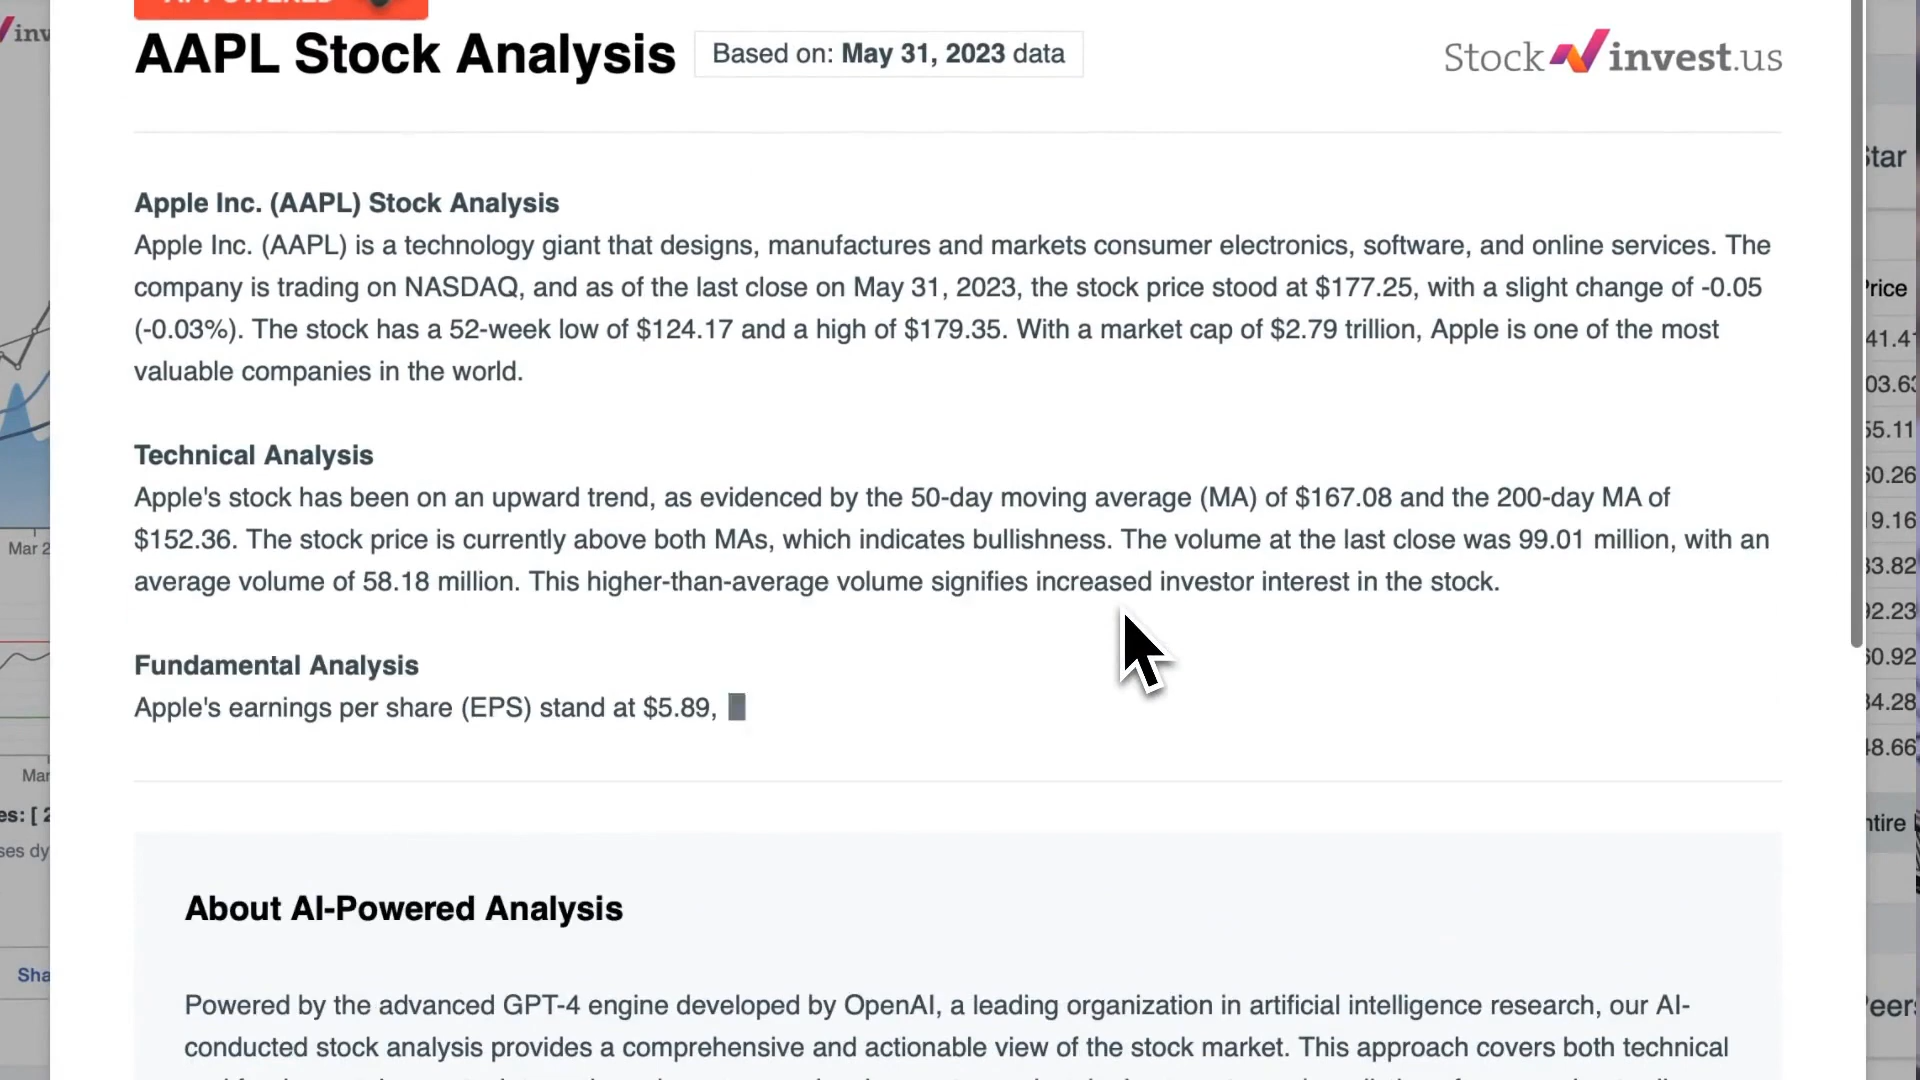 AAPL Stock Analysis
Based on: May 31, 2023 data
Stock invest.us
Apple Inc. (AAPL) Stock Analysis
Apple Inc. (AAPL) is a technology giant that designs, manufactures and markets consumer electronics, software, and online services. The
company is trading on NASDAQ, and as of the last close on May 31, 2023, the stock price stood at $177.25, with a slight change of -0.05
(-0.03%). The stock has a 52-week low of $124.17 and a high of $179.35. With a market cap of $2.79 trillion, Apple is one of the most
valuable companies in the world.
Technical Analysis
Apple's stock has been on an upward trend, as evidenced by the 50-day moving average (MA) of $167.08 and the 200-day MA of
$152.36. The stock price is currently above both MAs, which indicates bullishness. The volume at the last close was 99.01 million, with an
average volume of 58.18 million. This higher-than-average volume signifies increased investor interest in the stock.
Fundamental Analysis
Apple's earnings per share (EPS) stand at $5.89,
About AI-Powered Analysis
Powered by the advanced GPT-4 engine developed by OpenAI, a leading organization in artificial intelligence research, our AI-
conducted stock analysis provides a comprehensive and actionable view of the stock market. This approach covers both technical